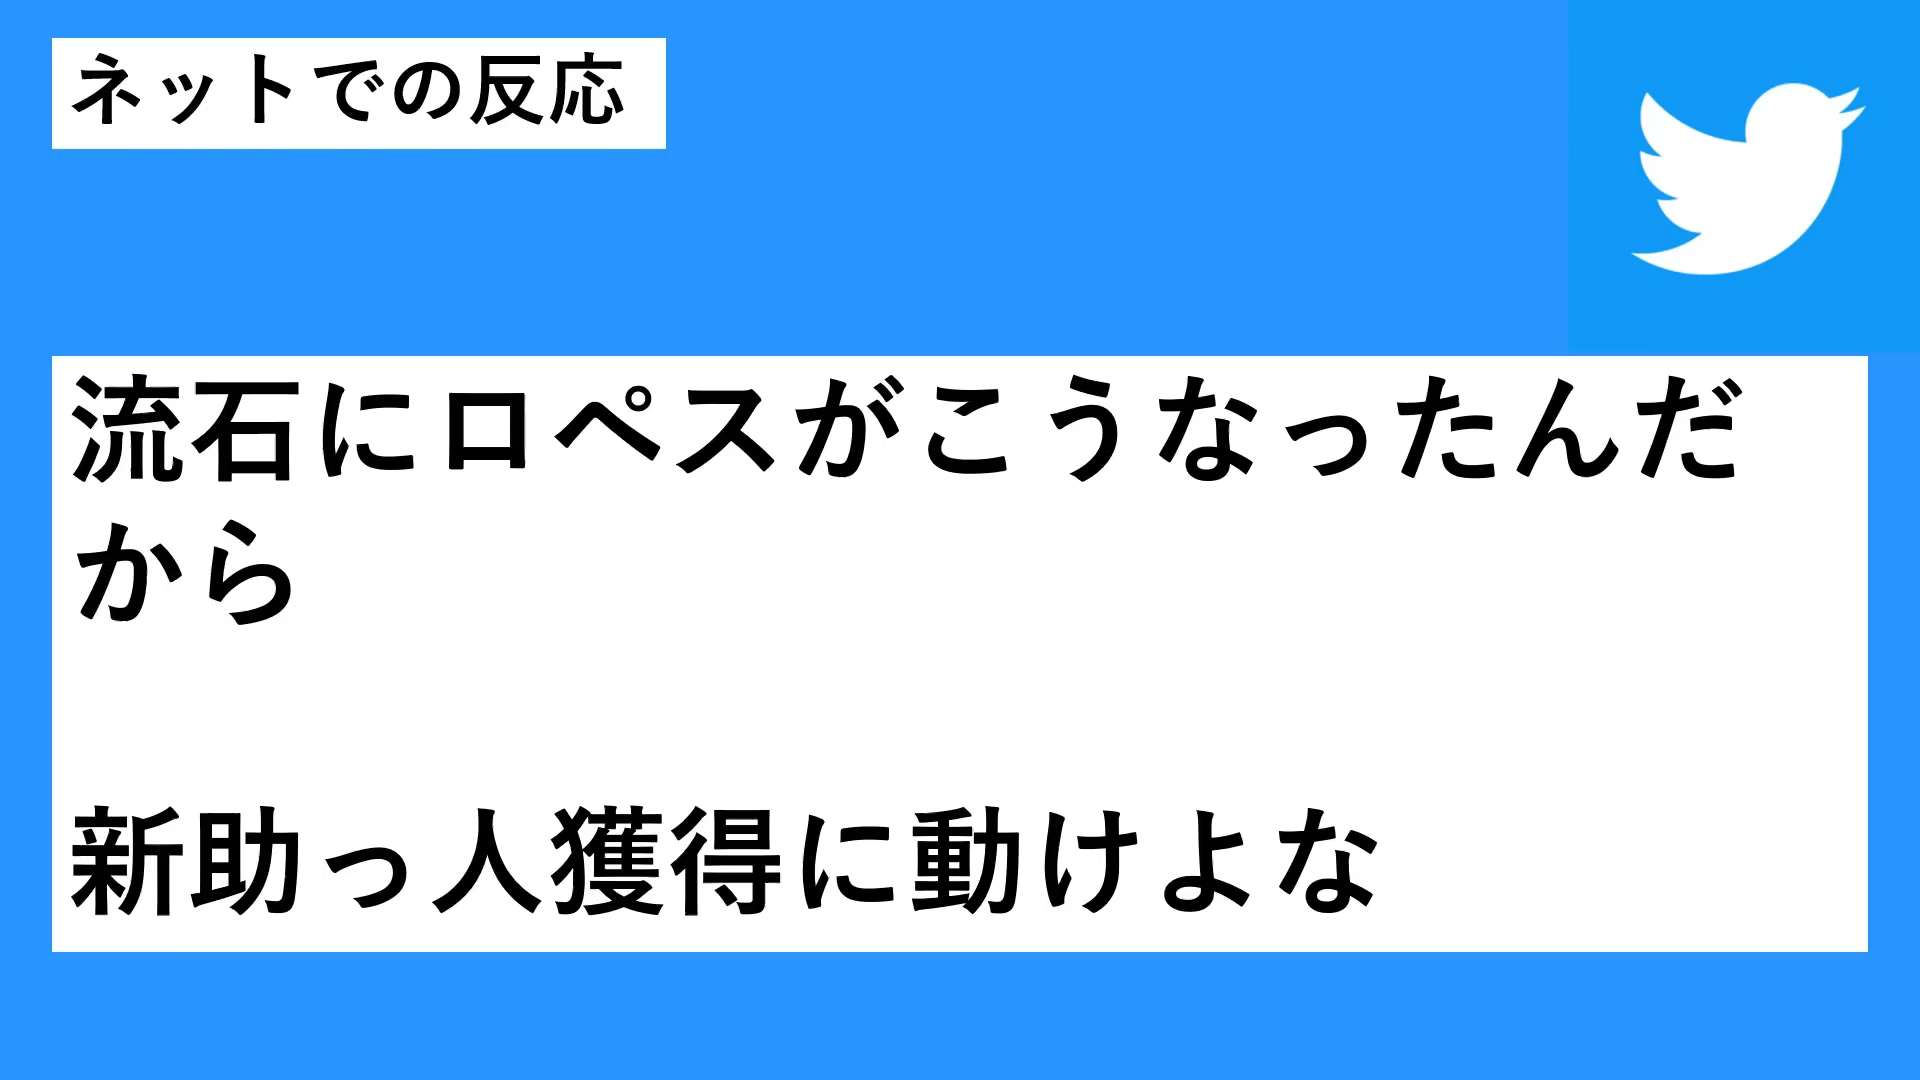 ネットでの反応
流石にロペスがこうなったんだ
から
新助っ人獲得に動けよな